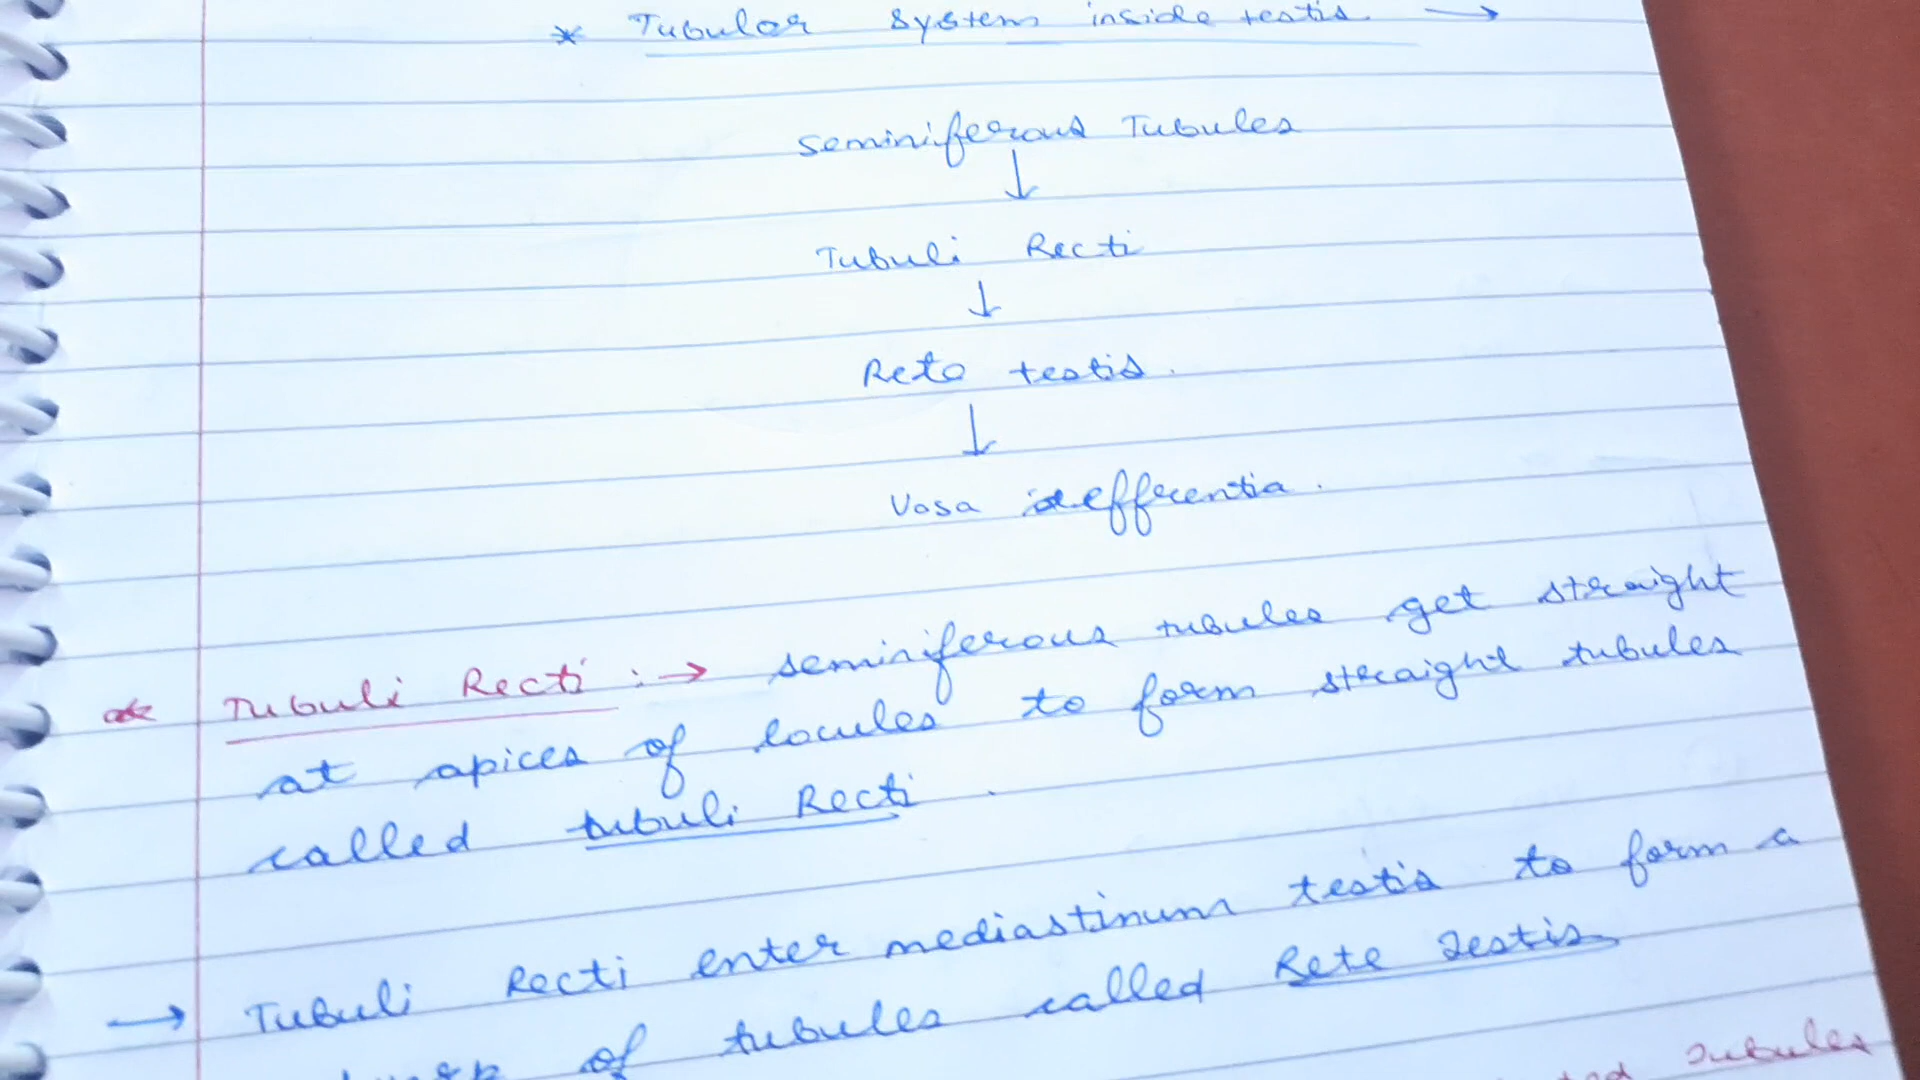 * Tubular system inside testis →
seminiferous Tubules
↓
Tubuli Recti
↓
Rete testis.
↓
Vasa efferentia.
* Tubuli Recti :→ seminiferous tubules get straight
at apices of locules to form straight tubules
called tubuli Recti.
→ Tubuli Recti enter mediastinum testis to form a
of tubules called Rete Testis
Tubules